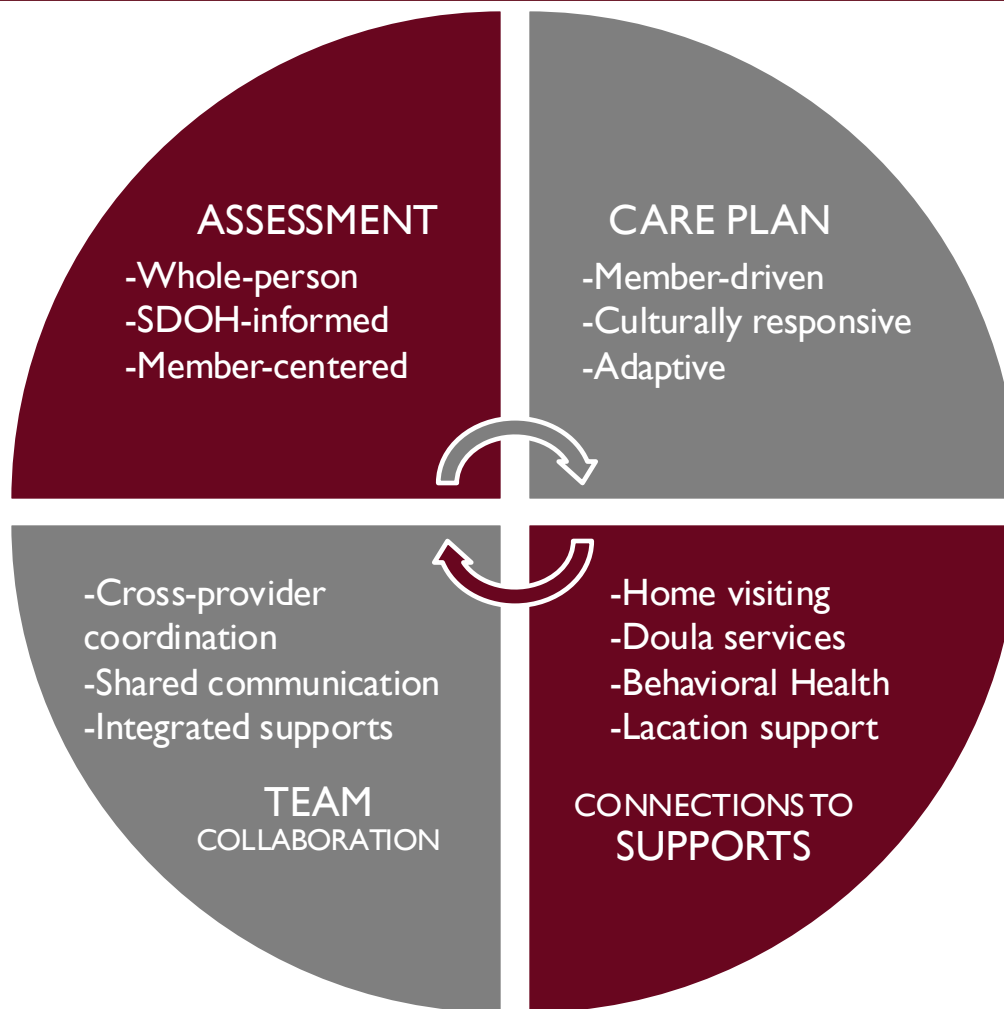 ASSESSMENT
-Whole-person
-SDOH-informed
-Member-centered
CARE PLAN
-Member-driven
-Culturally responsive
-Adaptive
-Cross-provider
coordination
-Shared communication
-Integrated supports
TEAM
COLLABORATION
-Home visiting
-Doula services
-Behavioral Health
-Lacation support
CONNECTIONS TO
SUPPORTS